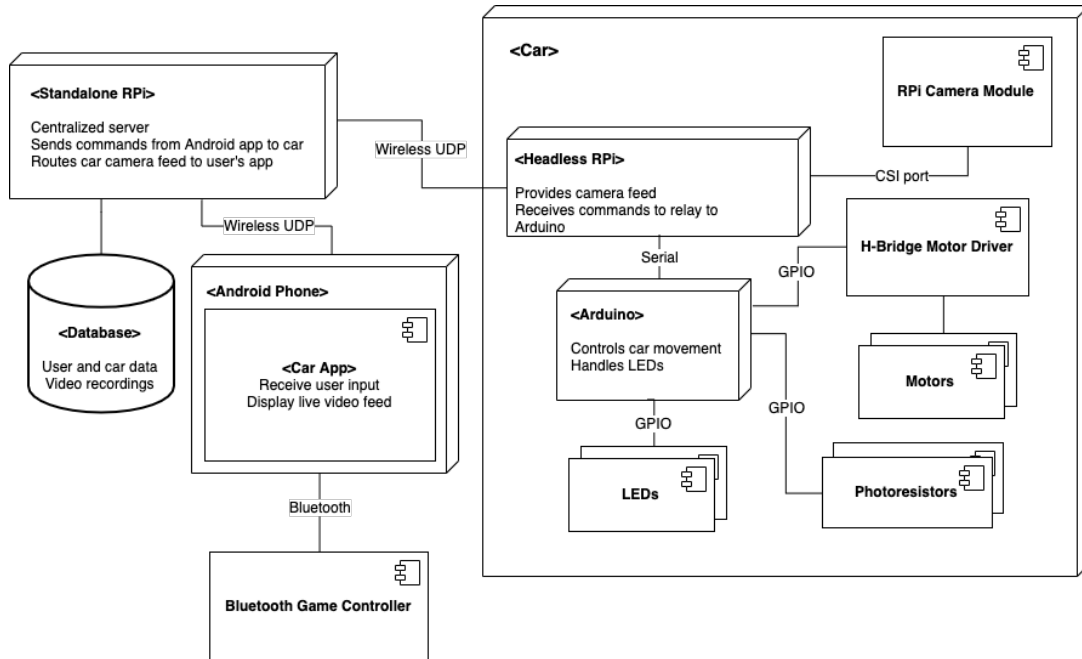 <Car>
RPi Camera Module
<Standalone RPi>
Centralized server
Sends commands from Android app to car
Routes car camera feed to user's app
Wireless UDP
<Headless RPi>
Provides camera feed
Receives commands to relay to
Arduino
CSI port
Wireless UDP
H-Bridge Motor Driver
Serial
GPIO
<Android Phone>
<Database>
User and car data
Video recordings
<Car App>
Receive user input
Display live video feed
<Arduino>
Controls car movement
Handles LEDs
Motors
GPIO
GPIO
LEDs
Photoresistors
Bluetooth
Bluetooth Game Controller